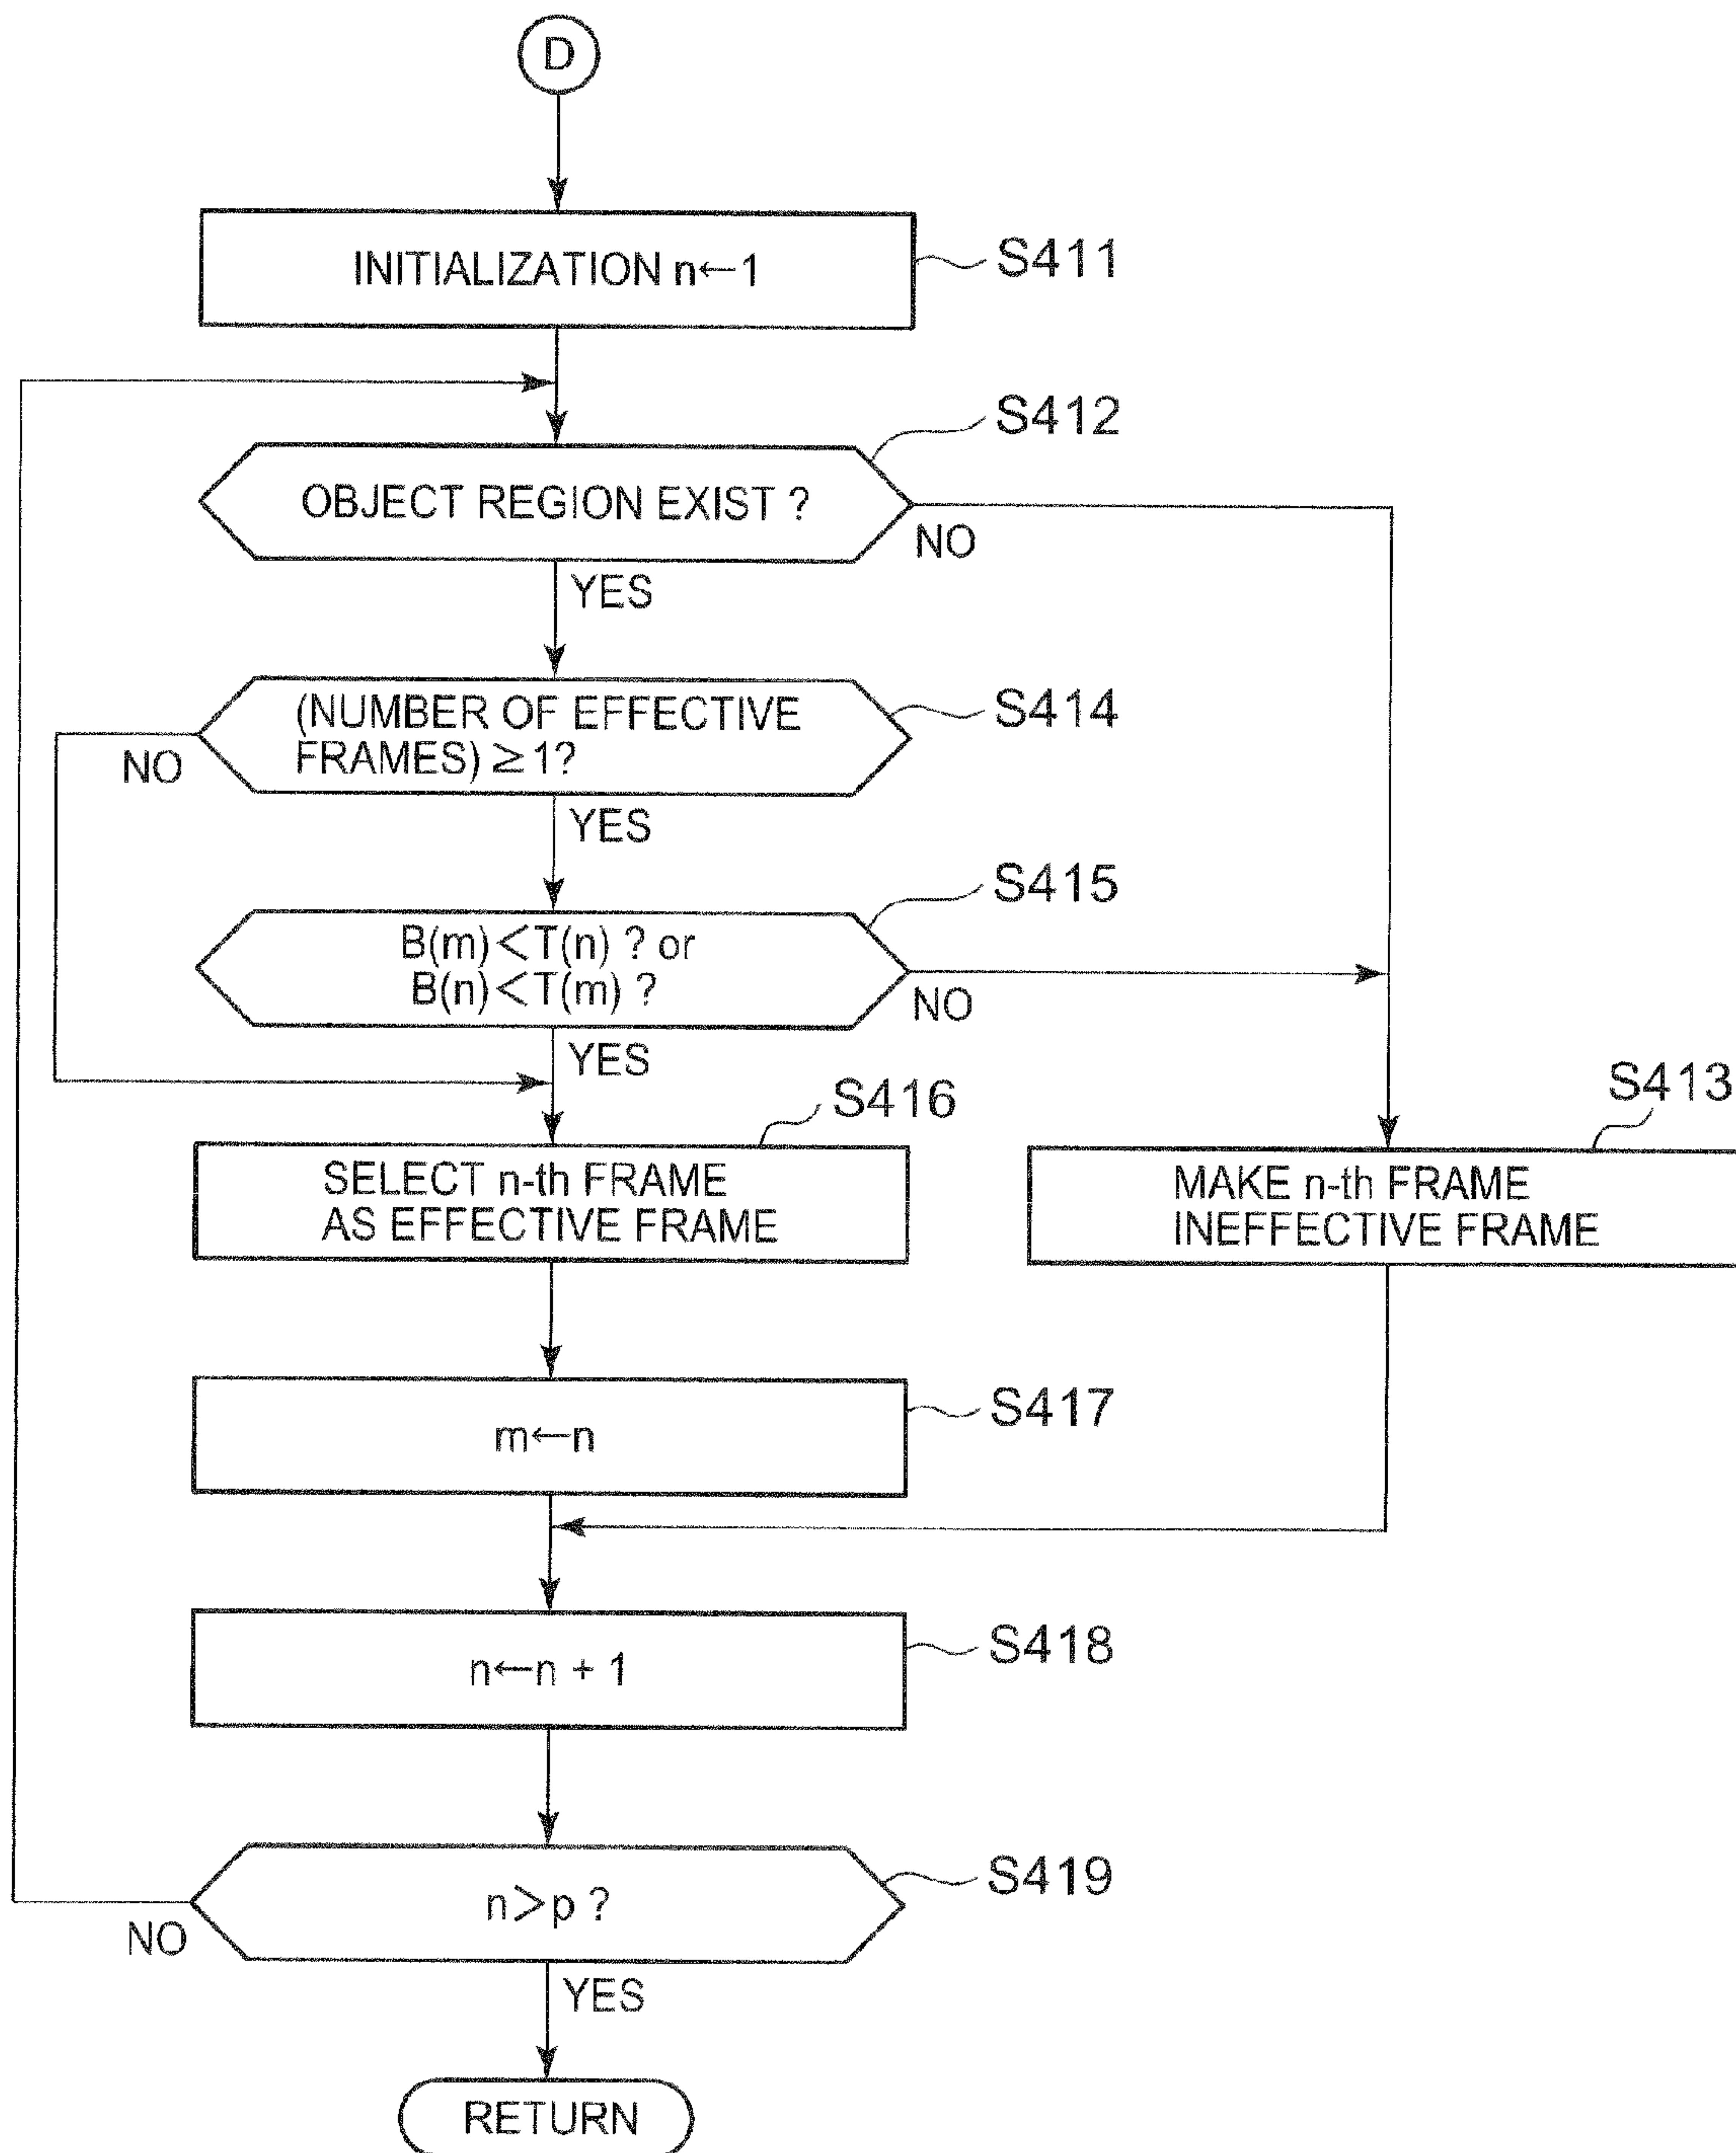 D
INITIALIZATION n←1
S411
S412
OBJECT REGION EXIST ?
NO
YES
(NUMBER OF EFFECTIVE
FRAMES) ≥ 1?
S414
NO
YES
S415
B(m)<T(n) ? or
B(n)<T(m) ?
NO
YES
S416
S413
SELECT n-th FRAME
AS EFFECTIVE FRAME
MAKE n-th FRAME
INEFFECTIVE FRAME
m←n
S417
n←n + 1
S418
n>p ?
S419
NO
YES
RETURN